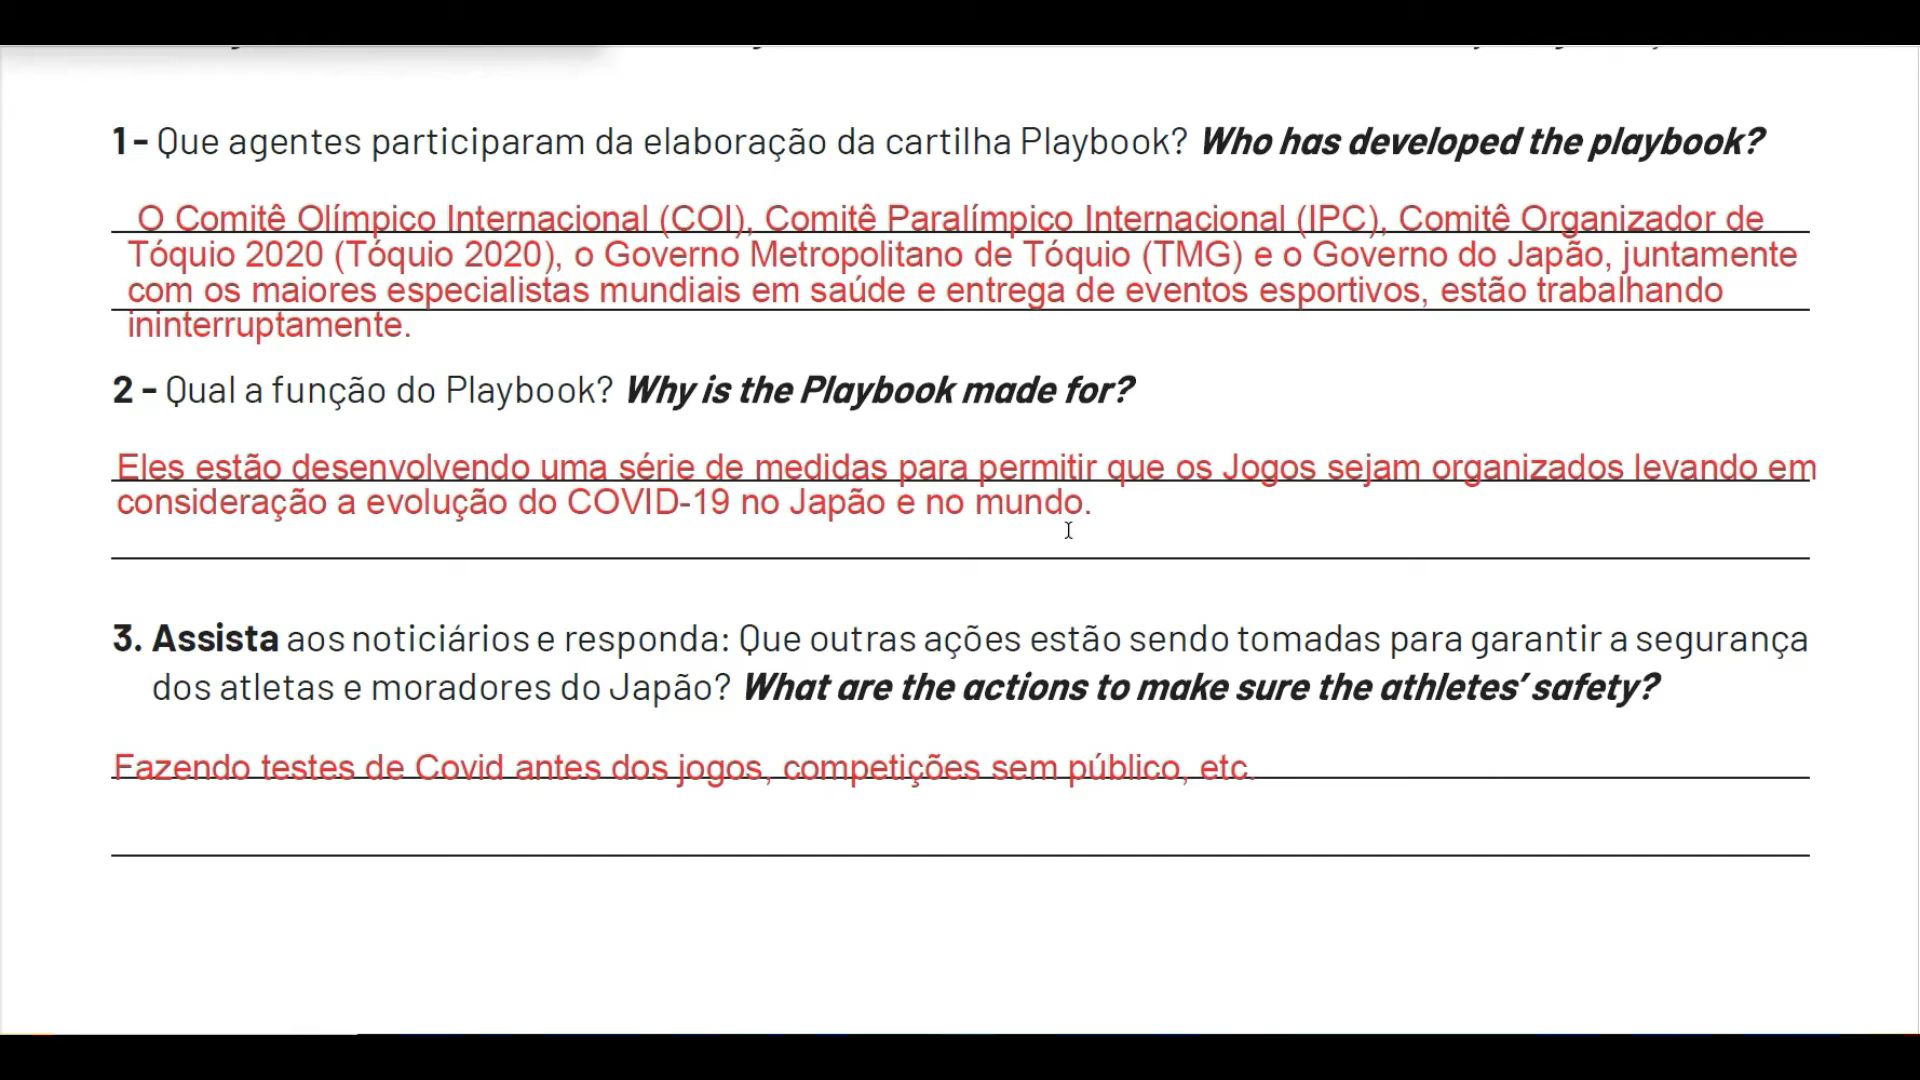 1 - Que agentes participaram da elaboração da cartilha Playbook? Who has developed the playbook?
O Comitê Olímpico Internacional (COI), Comitê Paralímpico Internacional (IPC), Comitê Organizador de
Tóquio 2020 (Tóquio 2020), o Governo Metropolitano de Tóquio (TMG) e o Governo do Japão, juntamente
com os maiores especialistas mundiais em saúde e entrega de eventos esportivos, estão trabalhando
ininterruptamente.
2 - Qual a função do Playbook? Why is the Playbook made for?
Eles estão desenvolvendo uma série de medidas para permitir que os Jogos sejam organizados levando em
consideração a evolução do COVID-19 no Japão e no mundo.
3. Assista aos noticiários e responda: Que outras ações estão sendo tomadas para garantir a segurança
dos atletas e moradores do Japão? What are the actions to make sure the athletes' safety?
Fazendo testes de Covid antes dos jogos, competições sem público, etc.